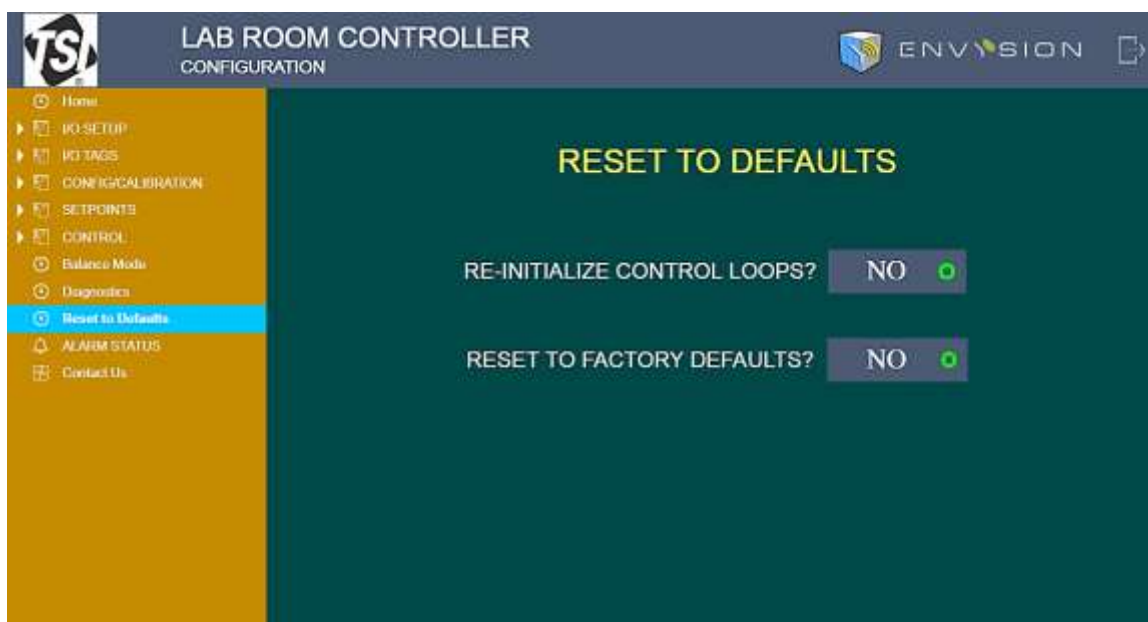 TSI
LAB ROOM CONTROLLER
CONFIGURATION
ENVYSION
Home
I/O SETUP
I/O TAGS
CONFIG/CALIBRATION
SETPOINTS
CONTROL
Balance Mode
Diagnostics
Reset to Defaults
ALARM STATUS
Contact Us
RESET TO DEFAULTS
RE-INITIALIZE CONTROL LOOPS? NO
RESET TO FACTORY DEFAULTS? NO